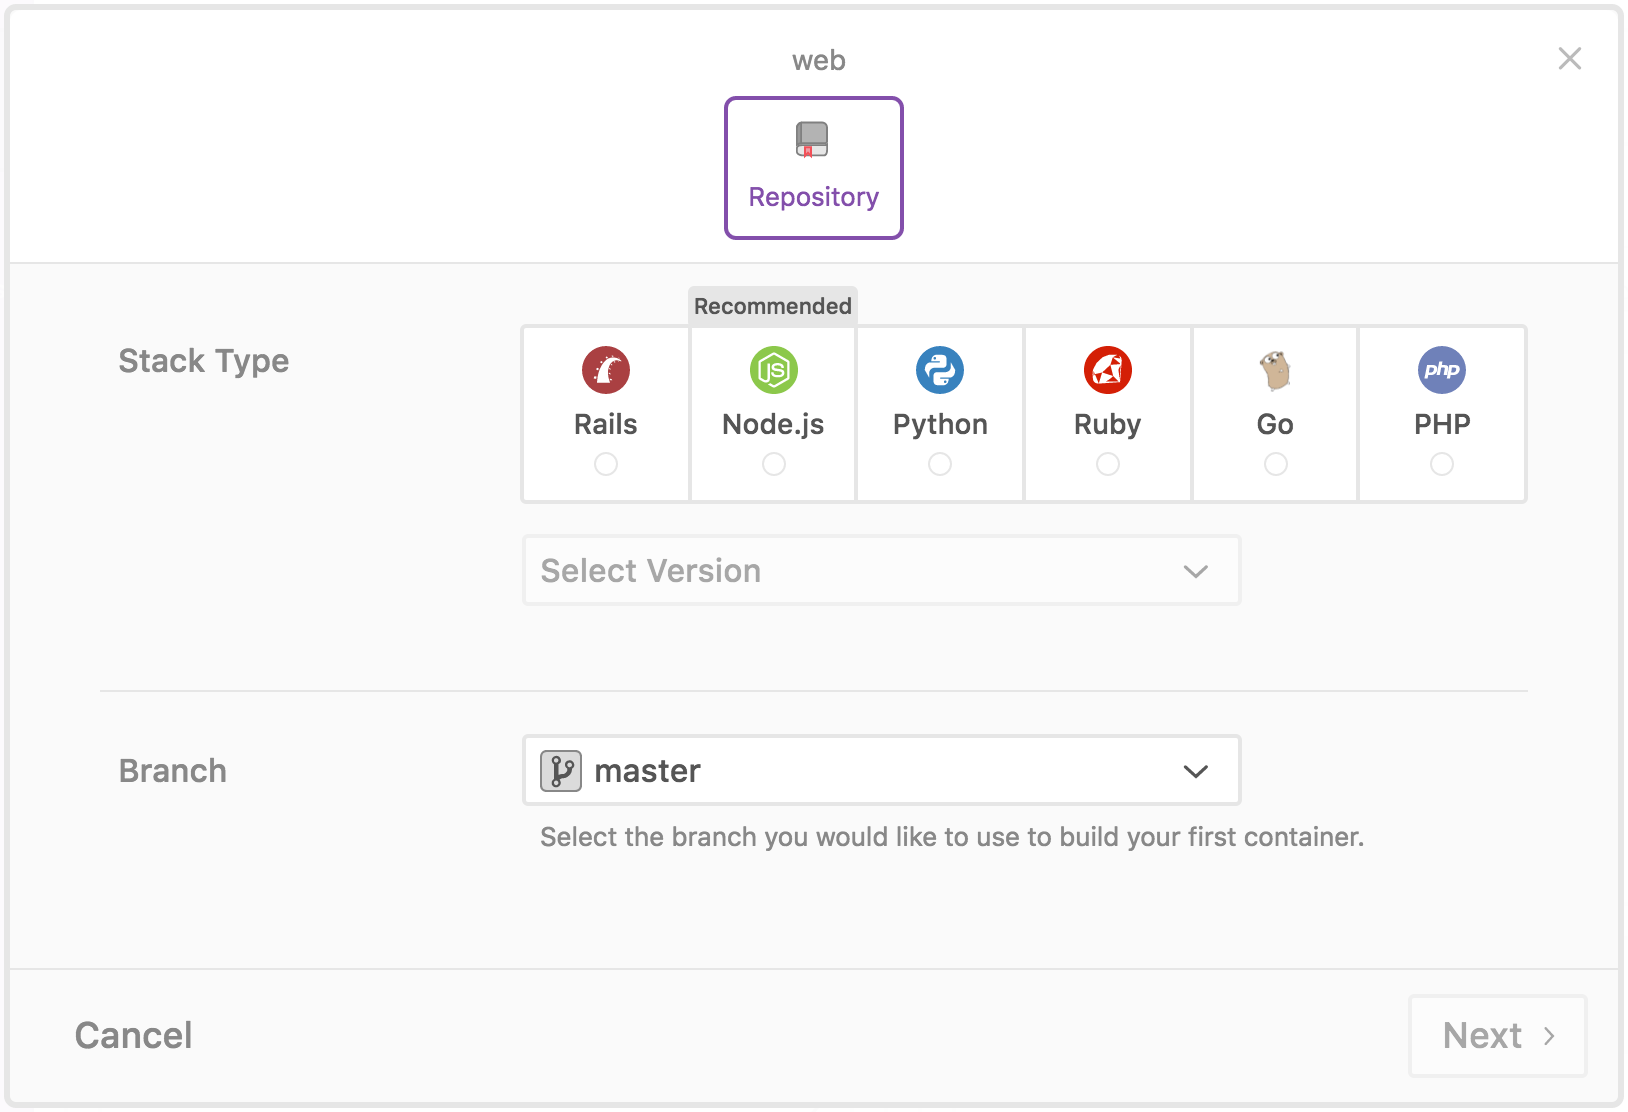 web
Repository
Recommended
Stack Type
Rails
Node.js
Python
Ruby
Go
php
PHP
Select Version
Branch
master
Select the branch you would like to use to build your first container.
Cancel
Next